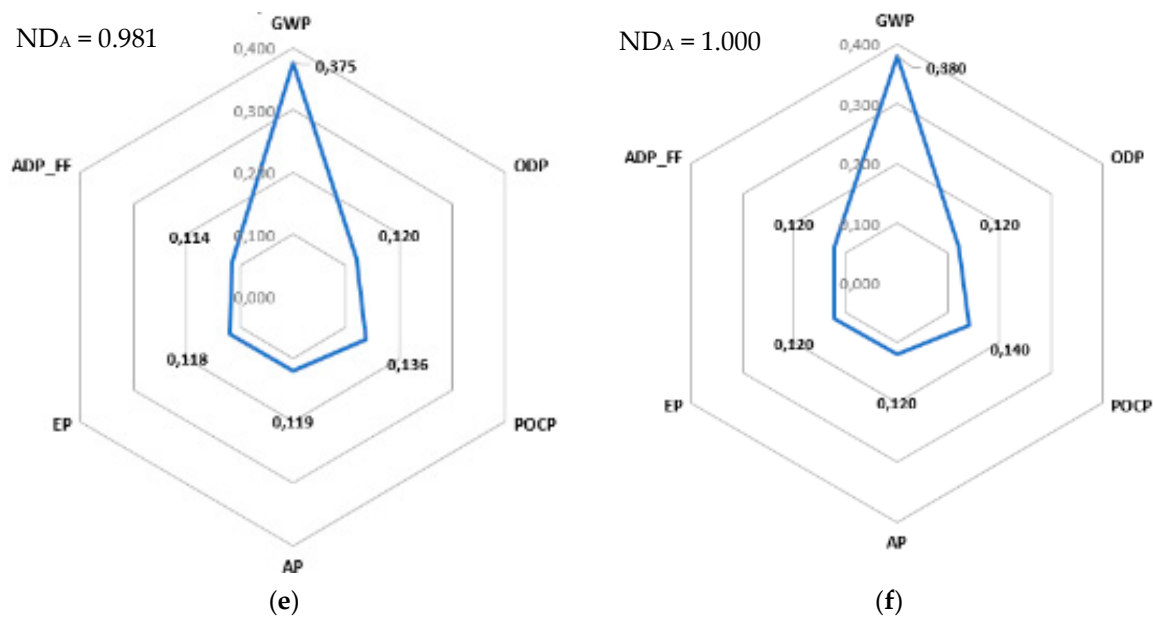 ND_A = 0.981
GWP
0,400
0,375
0,300
ADP_FF
ODP
0,200
0,114
0,100
0,120
0,000
0,118
0,136
EP
0,119
POCP
AP
(e)
ND_A = 1.000
GWP
0,400
0,380
0,300
ADP_FF
ODP
0,200
0,120
0,100
0,120
0,000
0,120
0,140
EP
0,120
POCP
AP
(f)